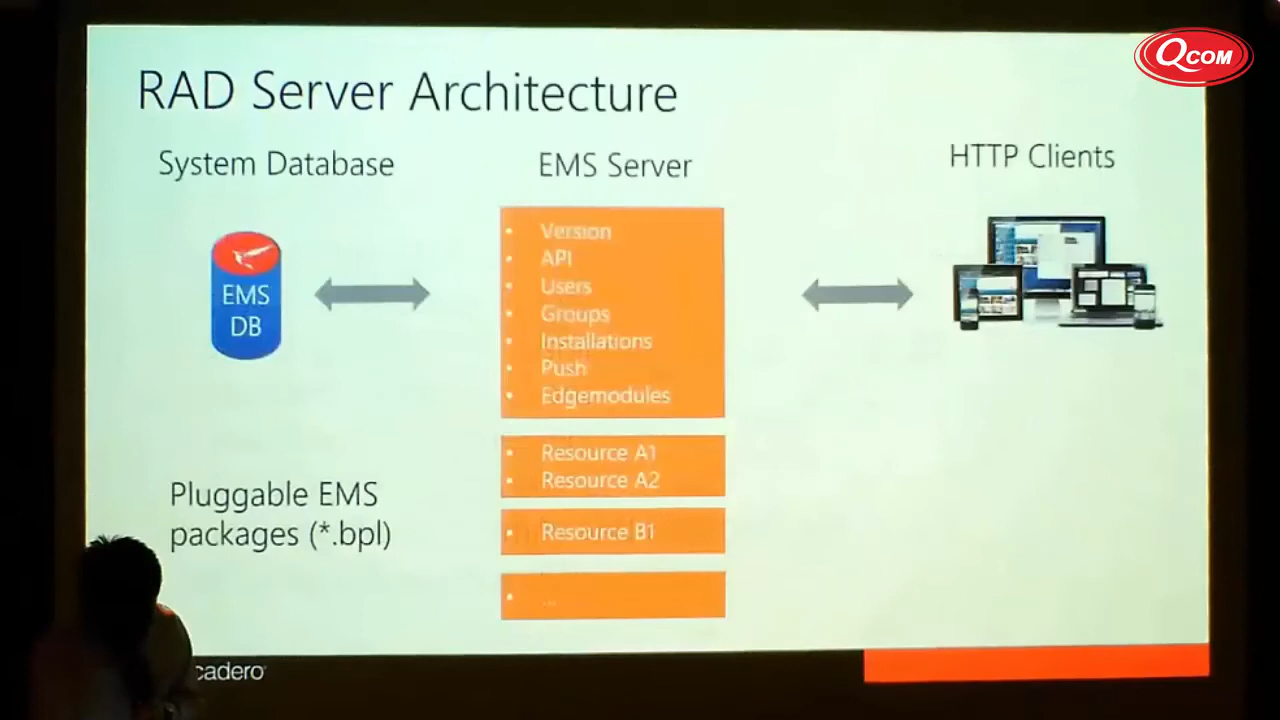 QCOM
RAD Server Architecture
System Database
EMS Server
HTTP Clients
EMS
DB
• Version
• API
• Users
• Groups
• Installations
• Push
• Edgemodules
• Resource A1
• Resource A2
Pluggable EMS
packages (*.bpl)
• Resource B1
• ...
cadero